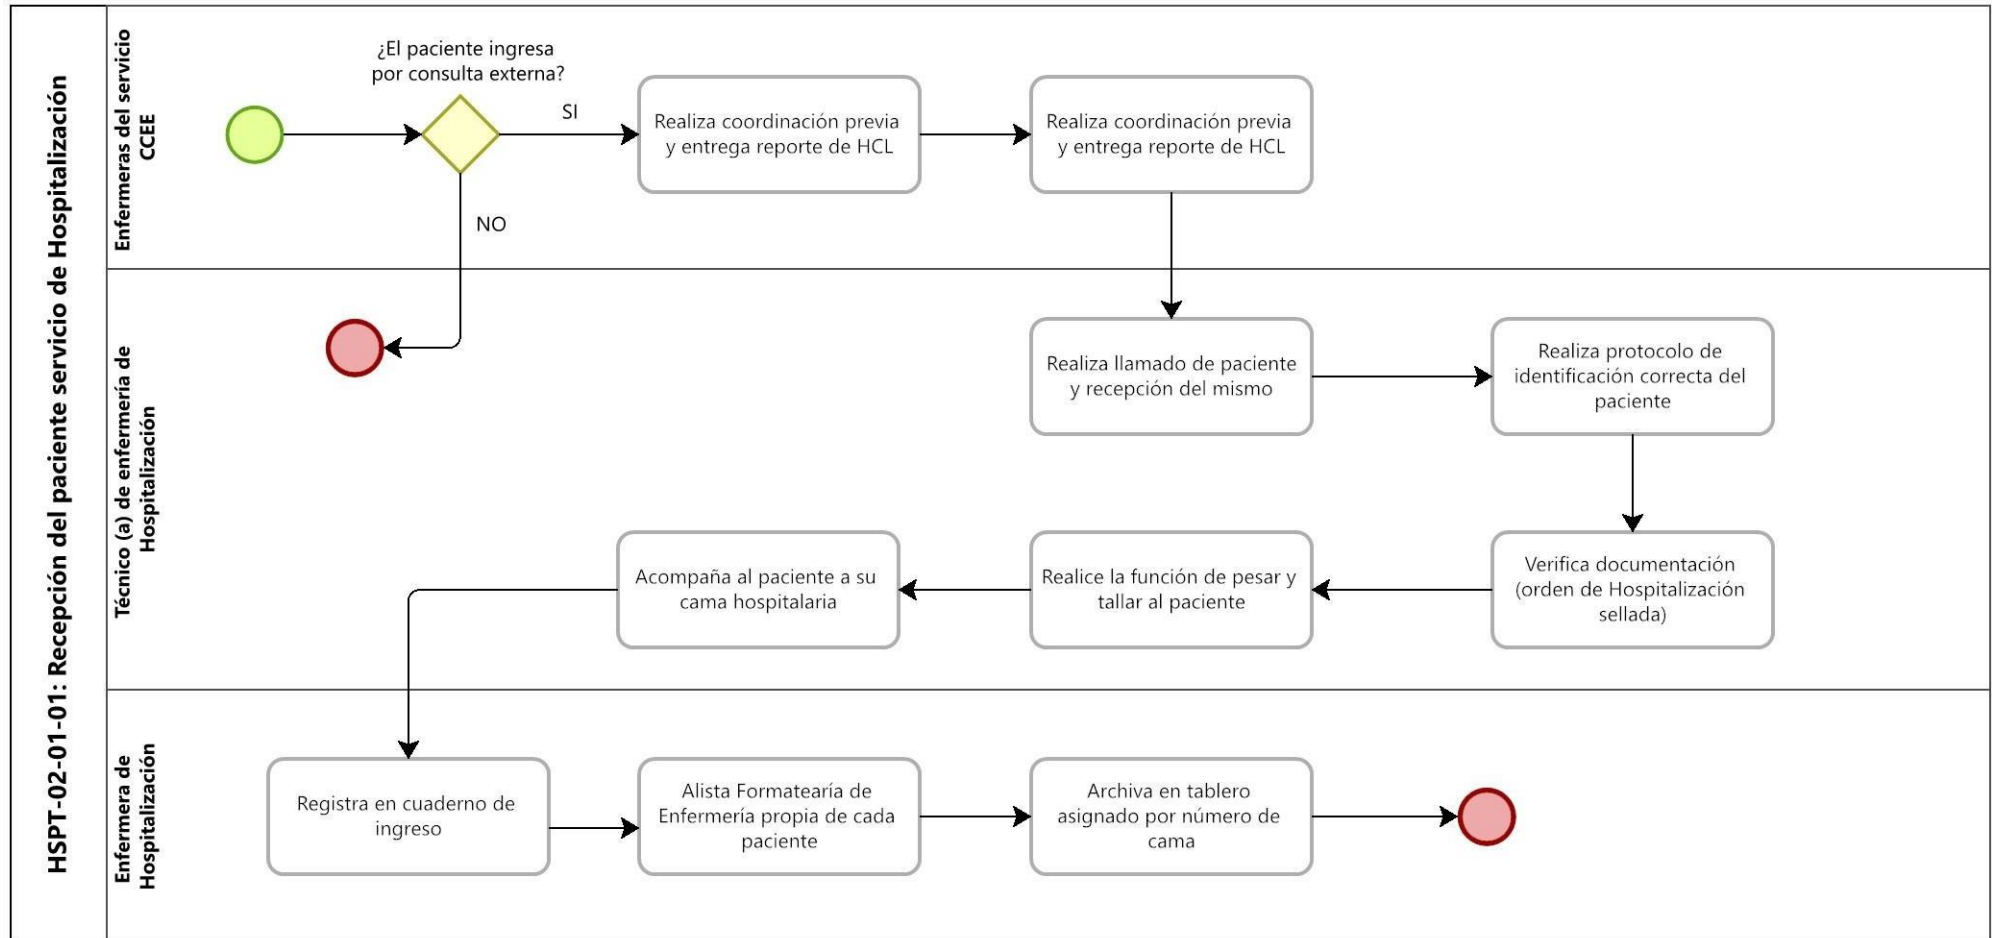 HSPT-02-01-01: Recepción del paciente servicio de Hospitalización
Enfermeras del servicio
CCEE
¿El paciente ingresa
por consulta externa?
SI
NO
Realiza coordinación previa
y entrega reporte de HCL
Realiza coordinación previa
y entrega reporte de HCL
Técnico (a) de enfermería de
Hospitalización
Realiza llamado de paciente
y recepción del mismo
Realiza protocolo de
identificación correcta del
paciente
Verifica documentación
(orden de Hospitalización
sellada)
Realice la función de pesar y
tallar al paciente
Acompaña al paciente a su
cama hospitalaria
Enfermera de
Hospitalización
Registra en cuaderno de
ingreso
Alista Formatearía de
Enfermería propia de cada
paciente
Archiva en tablero
asignado por número de
cama